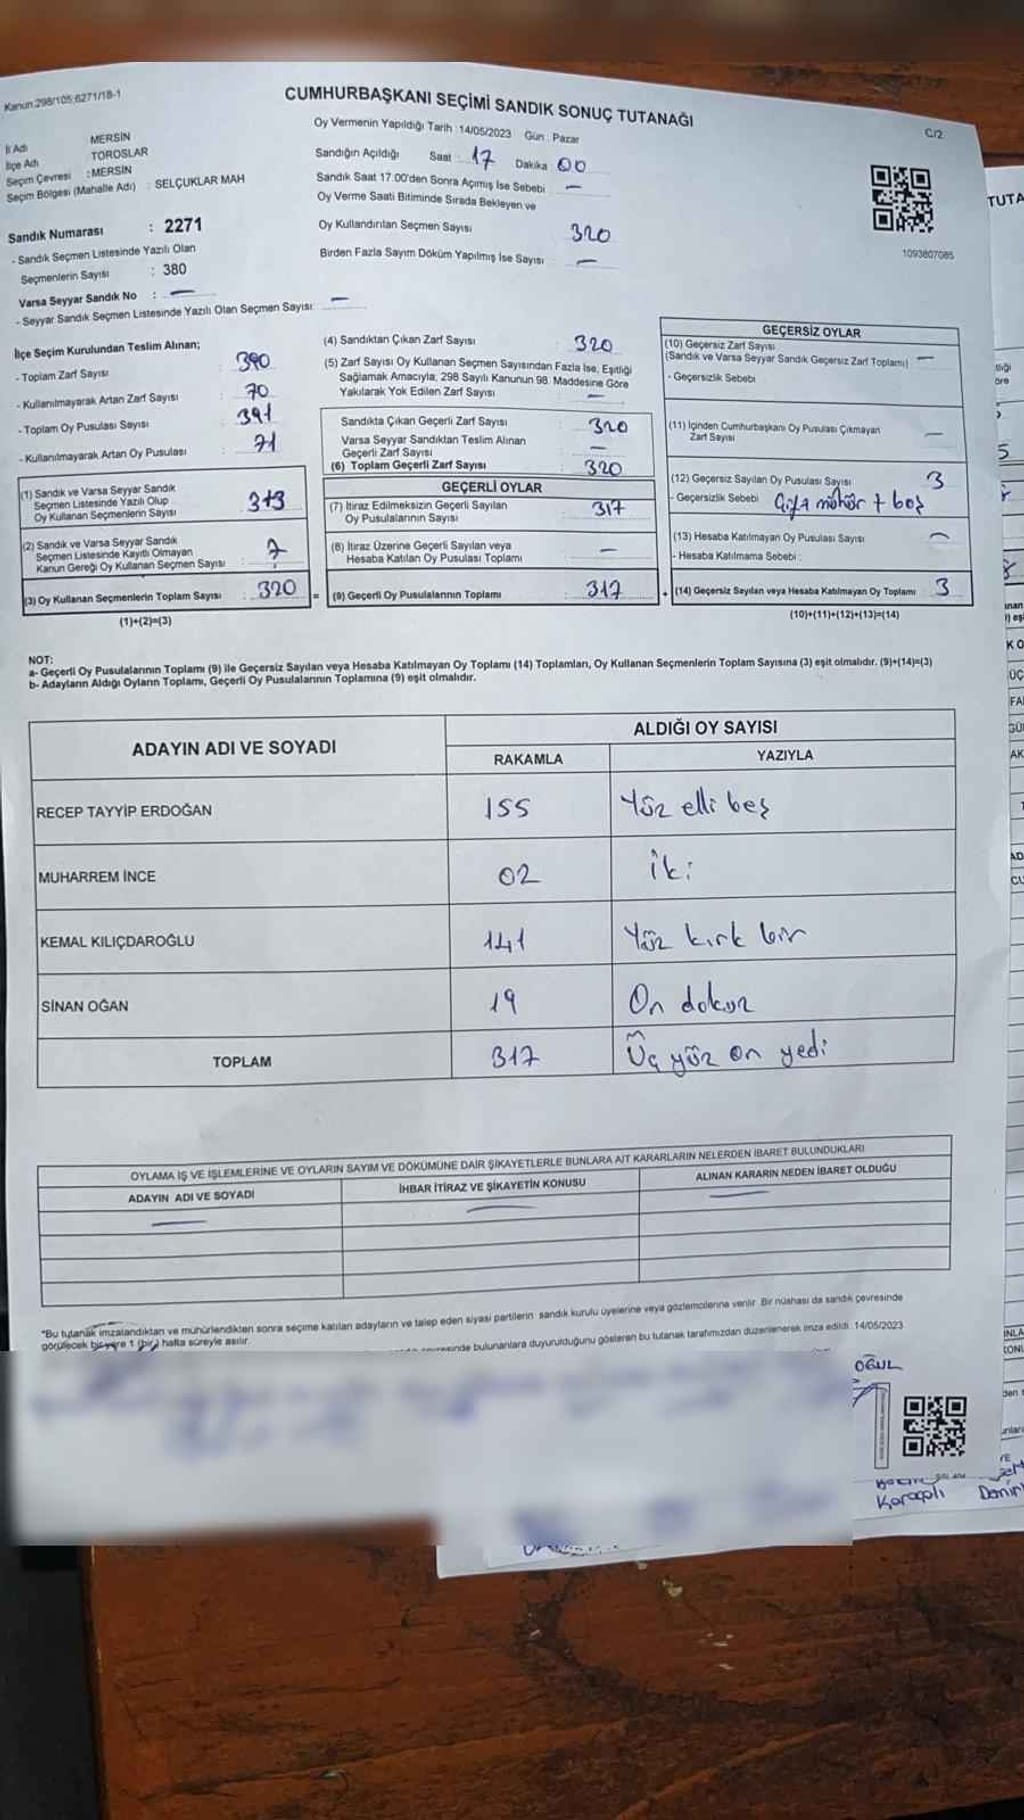 Kanun:298/105;6271/18-1
CUMHURBAŞKANI SEÇİMİ SANDIK SONUÇ TUTANAĞI
C/2
Oy Vermenin Yapıldığı Tarih : 14/05/2023 Gün : Pazar
İl Adı MERSİN
İlçe Adı TOROSLAR
Seçim Çevresi : MERSİN
Seçim Bölgesi (Mahalle Adı) : SELÇUKLAR MAH
Sandığın Açıldığı Saat : 17 Dakika 00
Sandık Saat 17.00'den Sonra Açımış İse Sebebi —
Oy Verme Saati Bitiminde Sırada Bekleyen ve
Oy Kullandırılan Seçmen Sayısı 320
Birden Fazla Sayım Döküm Yapılmış İse Sayısı —
1093807085
Sandık Numarası : 2271
- Sandık Seçmen Listesinde Yazılı Olan
Seçmenlerin Sayısı : 380
Varsa Seyyar Sandık No : —
- Seyyar Sandık Seçmen Listesinde Yazılı Olan Seçmen Sayısı: —
İlçe Seçim Kurulundan Teslim Alınan;
- Toplam Zarf Sayısı : 390
- Kullanılmayarak Artan Zarf Sayısı : 70
- Toplam Oy Pusulası Sayısı : 391
- Kullanılmayarak Artan Oy Pusulası : 71
(1) Sandık ve Varsa Seyyar Sandık
Seçmen Listesinde Yazılı Olup
Oy Kullanan Seçmenlerin Sayısı : 313
(2) Sandık ve Varsa Seyyar Sandık
Seçmen Listesinde Kayıtlı Olmayan
Kanun Gereği Oy Kullanan Seçmen Sayısı : 7
(3) Oy Kullanan Seçmenlerin Toplam Sayısı : 320
(1)+(2)=(3)
(4) Sandıktan Çıkan Zarf Sayısı : 320
(5) Zarf Sayısı Oy Kullanan Seçmen Sayısından Fazla İse, Eşitliği
Sağlamak Amacıyla, 298 Sayılı Kanunun 98. Maddesine Göre
Yakılarak Yok Edilen Zarf Sayısı —
Sandıkta Çıkan Geçerli Zarf Sayısı : 320
Varsa Seyyar Sandıktan Teslim Alınan
Geçerli Zarf Sayısı —
(6) Toplam Geçerli Zarf Sayısı 320
GEÇERLİ OYLAR
(7) İtiraz Edilmeksizin Geçerli Sayılan
Oy Pusulalarının Sayısı : 317
(8) İtiraz Üzerine Geçerli Sayılan veya
Hesaba Katılan Oy Pusulası Toplamı : —
= (9) Geçerli Oy Pusulalarının Toplamı : 317
GEÇERSİZ OYLAR
(10) Geçersiz Zarf Sayısı
(Sandık ve Varsa Seyyar Sandık Geçersiz Zarf Toplamı) —
- Geçersizlik Sebebi
(11) İçinden Cumhurbaşkanı Oy Pusulası Çıkmayan
Zarf Sayısı —
(12) Geçersiz Sayılan Oy Pusulası Sayısı 3
- Geçersizlik Sebebi Çift mühür + boş
(13) Hesaba Katılmayan Oy Pusulası Sayısı —
- Hesaba Katılmama Sebebi :
+ (14) Geçersiz Sayılan veya Hesaba Katılmayan Oy Toplamı 3
(10)+(11)+(12)+(13)=(14)
NOT:
a- Geçerli Oy Pusulalarının Toplamı (9) ile Geçersiz Sayılan veya Hesaba Katılmayan Oy Toplamı (14) Toplamları, Oy Kullanan Seçmenlerin Toplam Sayısına (3) eşit olmalıdır. (9)+(14)=(3)
b- Adayların Aldığı Oyların Toplamı, Geçerli Oy Pusulalarının Toplamına (9) eşit olmalıdır.
ADAYIN ADI VE SOYADI
ALDIĞI OY SAYISI
RAKAMLA YAZIYLA
RECEP TAYYİP ERDOĞAN 155 Yüz elli beş
MUHARREM İNCE 02 iki
KEMAL KILIÇDAROĞLU 141 Yüz kırk bir
SİNAN OĞAN 19 On dokuz
TOPLAM 317 Üç yüz on yedi
OYLAMA İŞ VE İŞLEMLERİNE VE OYLARIN SAYIM VE DÖKÜMÜNE DAİR ŞİKAYETLERLE BUNLARA AİT KARARLARIN NELERDEN İBARET BULUNDUKLARI
ADAYIN ADI VE SOYADI İHBAR İTİRAZ VE ŞİKAYETİN KONUSU ALINAN KARARIN NEDEN İBARET OLDUĞU
— — —
*Bu tutanak imzalandıktan ve mühürlendikten sonra seçime katılan adayların ve talep eden siyasi partilerin sandık kurulu üyelerine veya gözlemcilerine verilir. Bir nüshası da sandık çevresinde
görülecek bir yere 1 (bir) hafta süreyle asılır.
bulunanlara duyurulduğunu gösteren bu tutanak tarafımızdan düzenlenerek imza edildi. 14/05/2023
OĞUL
Karaçalı